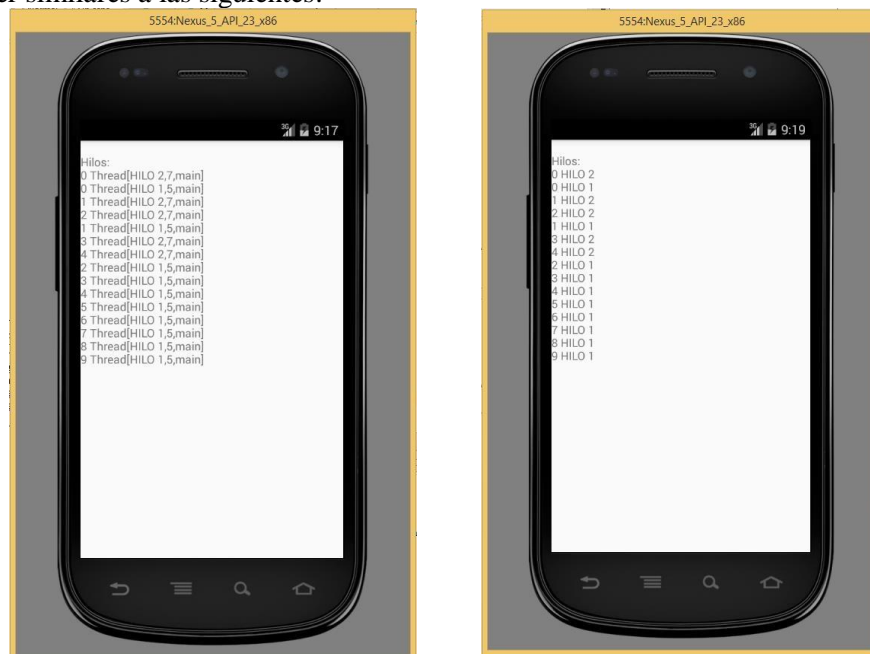 er similares a las siguientes:
5554:Nexus_5_API_23_x86
3G 9:17
Hilos:
0 Thread[HILO 2,7,main]
0 Thread[HILO 1,5,main]
1 Thread[HILO 2,7,main]
2 Thread[HILO 2,7,main]
1 Thread[HILO 1,5,main]
3 Thread[HILO 2,7,main]
4 Thread[HILO 2,7,main]
2 Thread[HILO 1,5,main]
3 Thread[HILO 1,5,main]
4 Thread[HILO 1,5,main]
5 Thread[HILO 1,5,main]
6 Thread[HILO 1,5,main]
7 Thread[HILO 1,5,main]
8 Thread[HILO 1,5,main]
9 Thread[HILO 1,5,main]
5554:Nexus_5_API_23_x86
3G 9:19
Hilos:
0 HILO 2
0 HILO 1
1 HILO 2
2 HILO 2
1 HILO 1
3 HILO 2
4 HILO 2
2 HILO 1
3 HILO 1
4 HILO 1
5 HILO 1
6 HILO 1
7 HILO 1
8 HILO 1
9 HILO 1